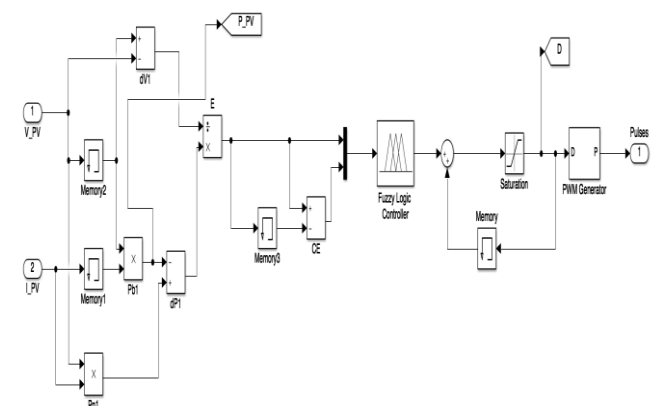 P_PV
D
+
-
dV1
E
1
V_PV
÷
×
Memory2
Fuzzy Logic
Controller
+
+
Saturation
D
P
PWM Generator
Pulses
1
Memory3
+
-
CE
Memory
2
I_PV
Memory1
×
Pb1
-
+
dP1
×